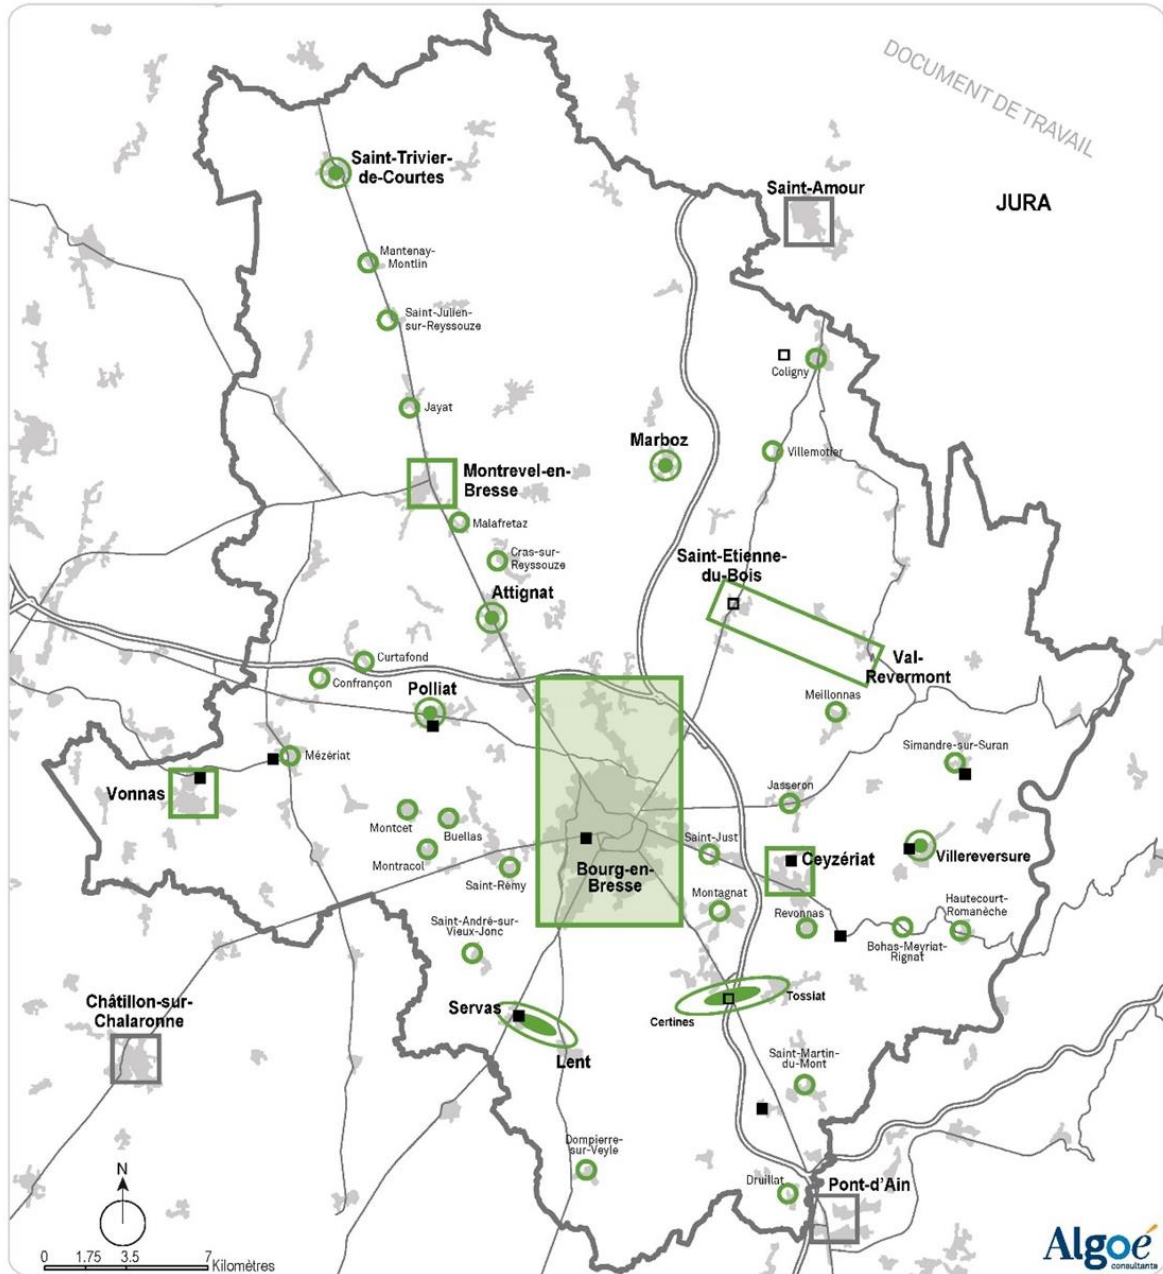 DOCUMENT DE TRAVAIL
Saint-Trivier-
de-Courtes
Saint-Amour
JURA
Mantenay-
Montlin
Saint-Julien-
sur-Reyssouze
Coligny
Jayat
Marboz
Villemotier
Montrevel-en-
Bresse
Malafretaz
Cras-sur-
Reyssouze
Saint-Etienne-
du-Bois
Attignat
Curtafond
Confrançon
Val-
Revermont
Polliat
Meillonnas
Simandre-sur-Suran
Mézériat
Vonnas
Jasseron
Montcet
Buellas
Montracol
Saint-Just
Ceyzériat
Villereversure
Saint-Rémy
Bourg-en-
Bresse
Montagnat
Revonnas
Hautecourt-
Romanèche
Bohas-Meyriat-
Rignat
Saint-André-sur-
Vieux-Jonc
Châtillon-sur-
Chalaronne
Servas
Lent
Certines
Tossiat
Saint-Martin-
du-Mont
Dompierre-
sur-Veyle
Druillat
Pont-d'Ain
N
0 1.75 3.5 7
Kilomètres
Algoé
consultants